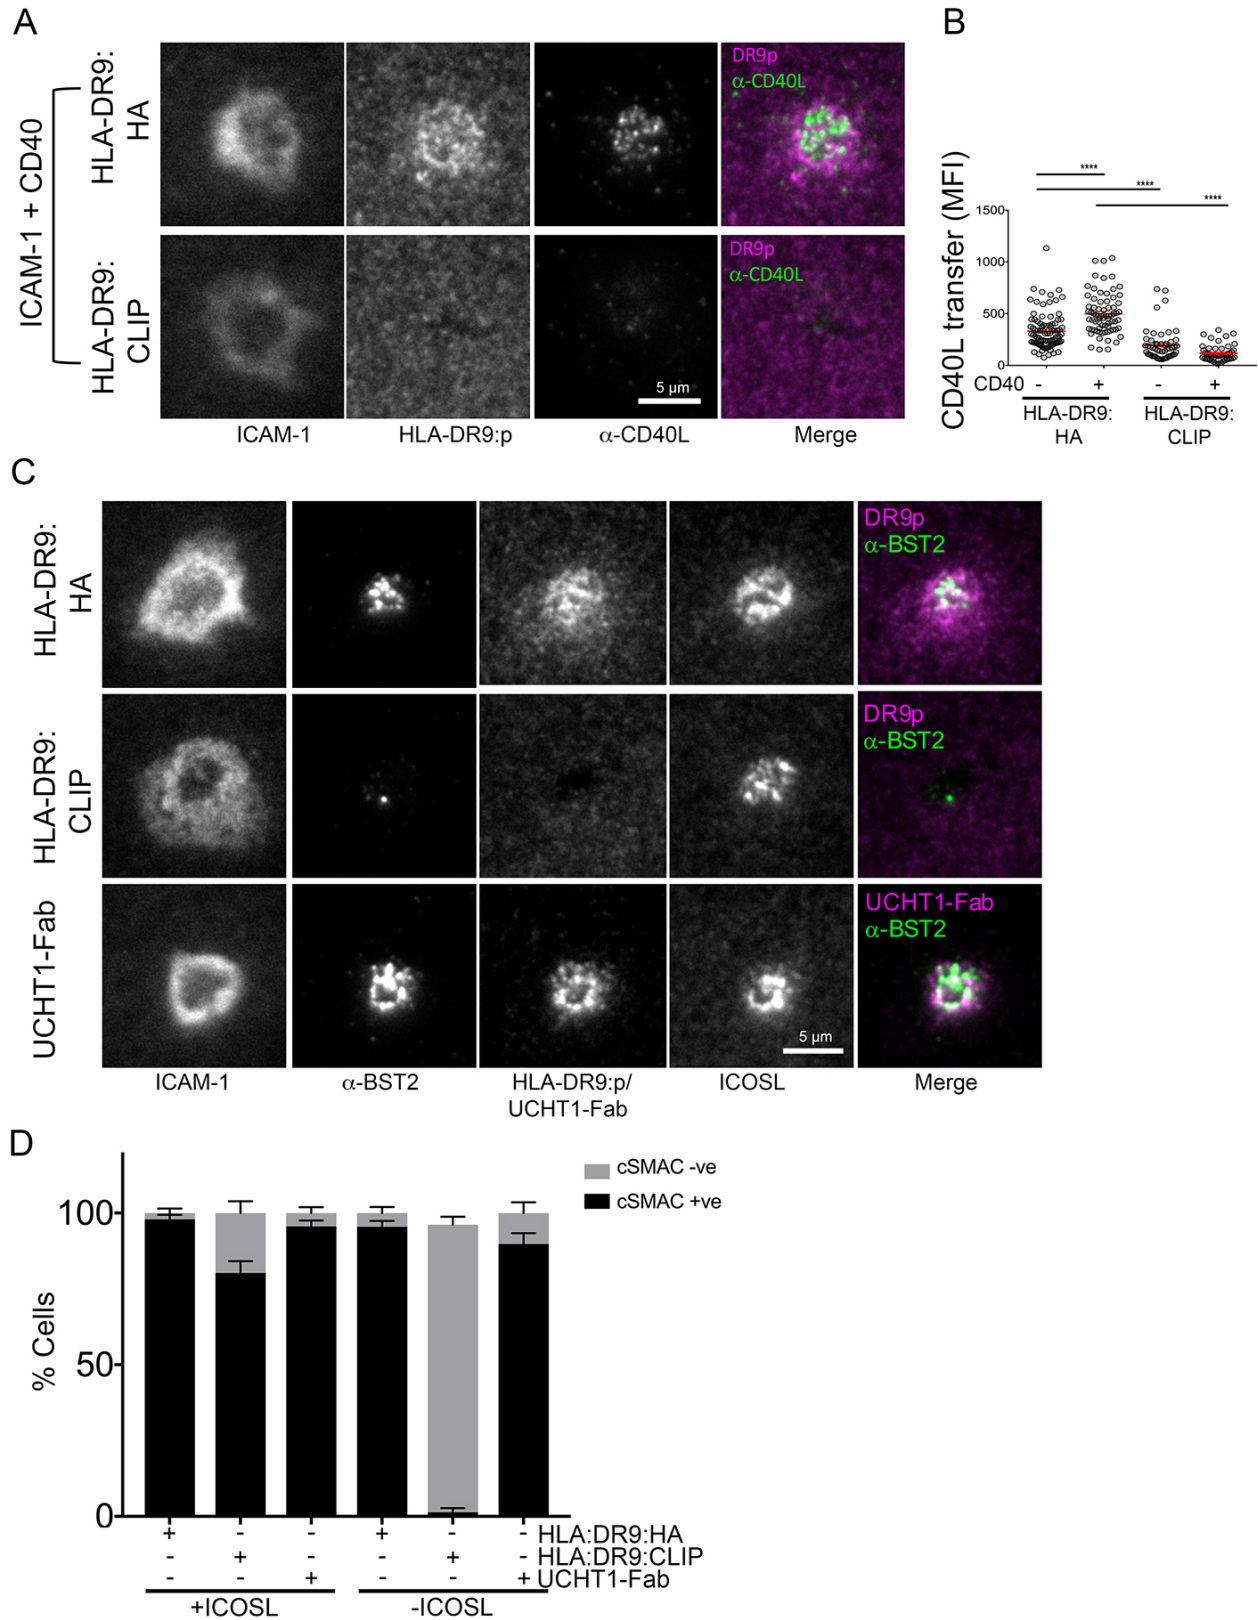 A
ICAM-1 + CD40
HLA-DR9:
HA
DR9p
α-CD40L
HLA-DR9:
CLIP
DR9p
α-CD40L
5 µm
ICAM-1
HLA-DR9:p
α-CD40L
Merge
B
CD40L transfer (MFI)
****
****
****
1500
1000
500
0
CD40 - + - +
HLA-DR9:
HA
HLA-DR9:
CLIP
C
HLA-DR9:
HA
DR9p
α-BST2
HLA-DR9:
CLIP
DR9p
α-BST2
UCHT1-Fab
UCHT1-Fab
α-BST2
5 µm
ICAM-1
α-BST2
HLA-DR9:p/
UCHT1-Fab
ICOSL
Merge
D
% Cells
100
50
0
cSMAC -ve
cSMAC +ve
+ - - + - - HLA:DR9:HA
- + - - + - HLA:DR9:CLIP
- - + - - + UCHT1-Fab
+ICOSL
-ICOSL